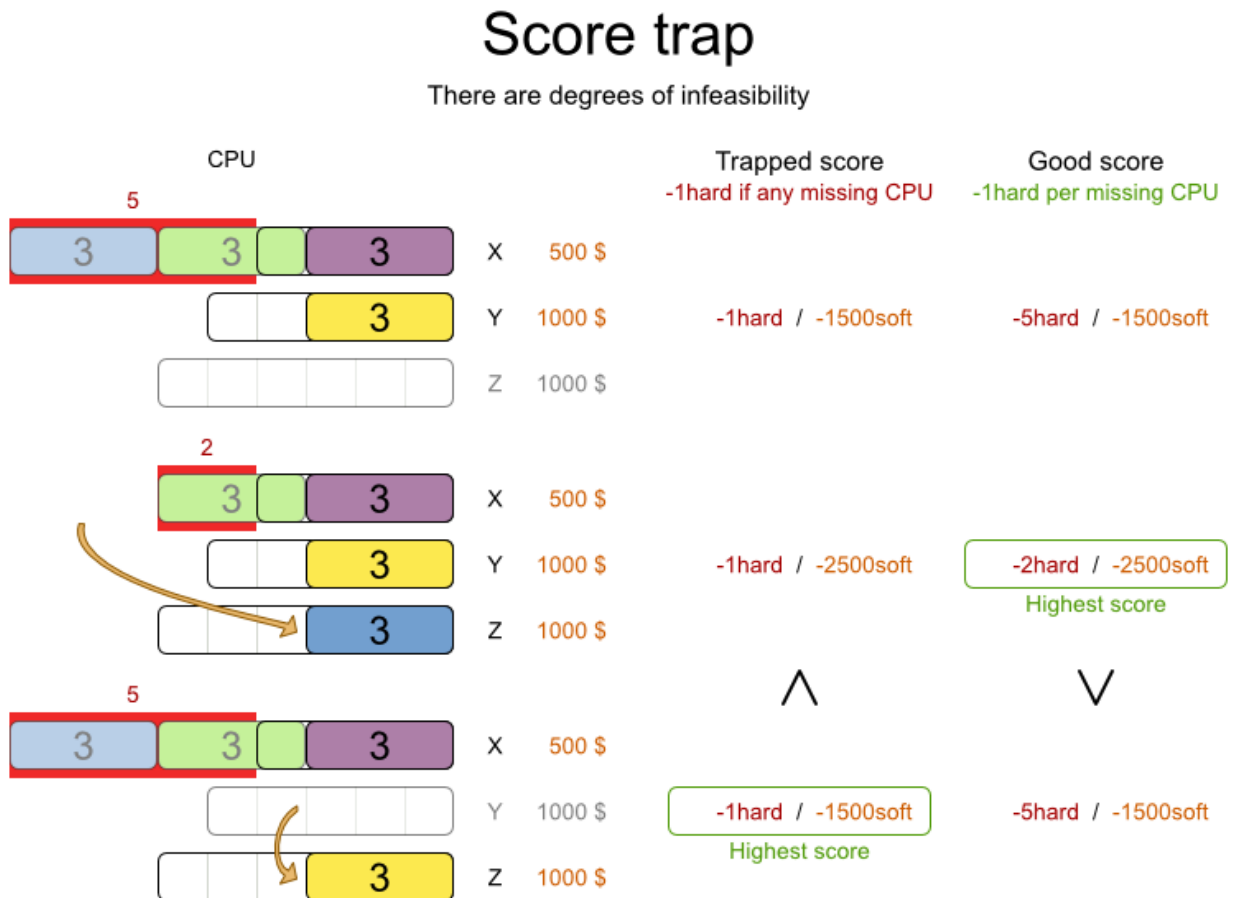 Score trap
There are degrees of infeasibility
CPU Trapped score Good score
-1hard if any missing CPU -1hard per missing CPU
5
3 3 3 X 500 $
3 Y 1000 $ -1hard / -1500soft -5hard / -1500soft
Z 1000 $
2
3 3 X 500 $
3 Y 1000 $ -1hard / -2500soft -2hard / -2500soft
Highest score
3 Z 1000 $
5
3 3 3 X 500 $
Y 1000 $ -1hard / -1500soft -5hard / -1500soft
Highest score
3 Z 1000 $